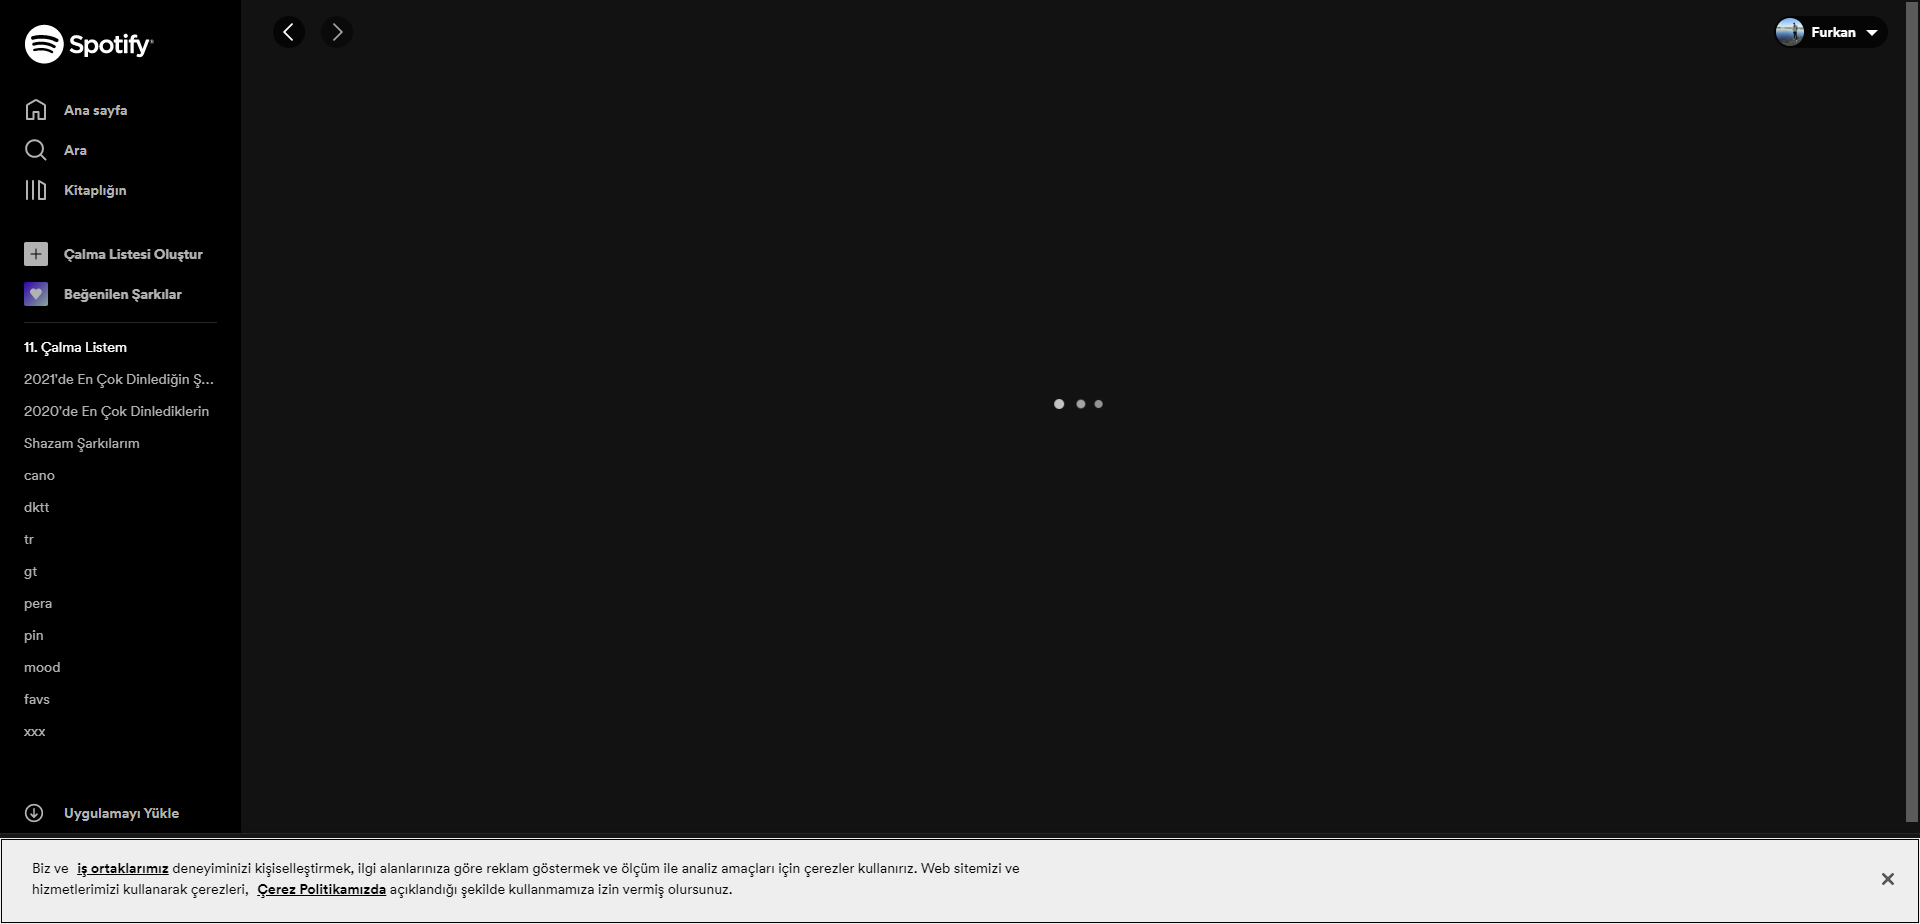 Spotify
Furkan
Ana sayfa
Ara
Kitaplığın
Çalma Listesi Oluştur
Beğenilen Şarkılar
11. Çalma Listem
2021'de En Çok Dinlediğin Ş...
2020'de En Çok Dinlediklerin
Shazam Şarkılarım
cano
dktt
tr
gt
pera
pin
mood
favs
xxx
Uygulamayı Yükle
Biz ve iş ortaklarımız deneyiminizi kişiselleştirmek, ilgi alanlarınıza göre reklam göstermek ve ölçüm ile analiz amaçları için çerezler kullanırız. Web sitemizi ve
hizmetlerimizi kullanarak çerezleri, Çerez Politikamızda açıklandığı şekilde kullanmamıza izin vermiş olursunuz.